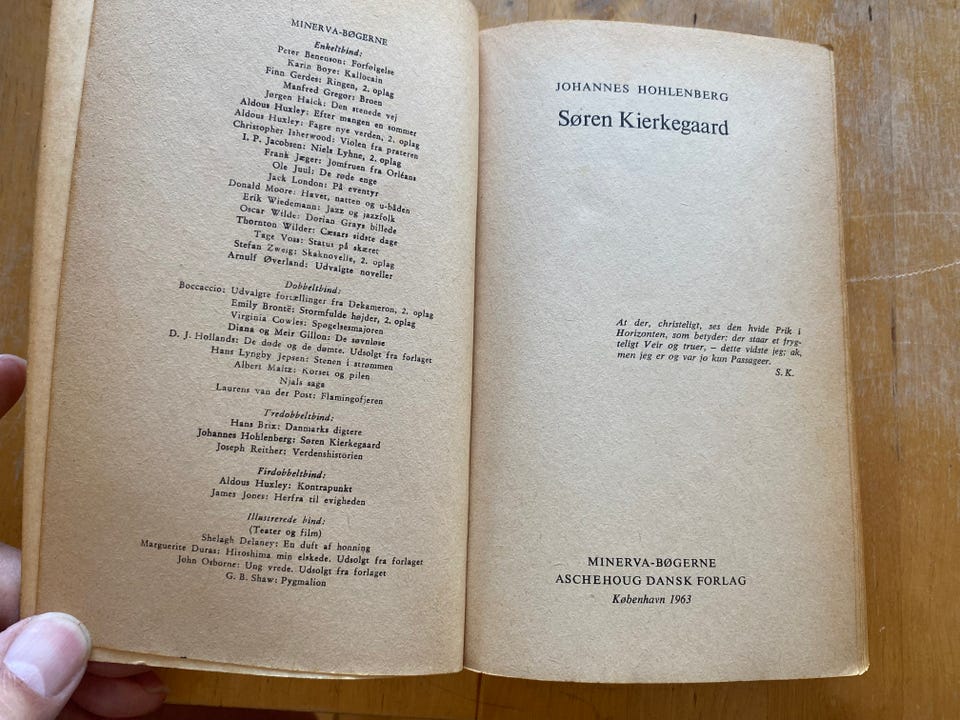 MINERVA-BØGERNE
Enkeltbind:
Peter Benenson: Forfølgelse
Karin Boye: Kallocain
Finn Gerdes: Ringen, 2. oplag
Manfred Gregor: Broen
Jørgen Haick: Den stenede vej
Aldous Huxley: Efter mangen en sommer
Aldous Huxley: Fagre nye verden, 2. oplag
Christopher Isherwood: Violen fra prateren
I. P. Jacobsen: Niels Lyhne, 2. oplag
Frank Jæger: Jomfruen fra Orléans
Ole Juul: De røde enge
Jack London: På eventyr
Donald Moore: Havet, natten og u-båden
Erik Wiedemann: Jazz og jazzfolk
Oscar Wilde: Dorian Grays billede
Thornton Wilder: Cæsars sidste dage
Tage Voss: Status på skæret
Stefan Zweig: Skaknovelle, 2. oplag
Arnulf Øverland: Udvalgte noveller
Dobbeltbind:
Boccaccio: Udvalgte fortællinger fra Dekameron, 2. oplag
Emily Brontë: Stormfulde højder, 2. oplag
Virginia Cowles: Spøgelsesmajoren
Diana og Meir Gillon: De søvnløse
D. J. Hollands: De døde og de dømte. Udsolgt fra forlaget
Hans Lyngby Jepsen: Stenen i strømmen
Albert Maltz: Korset og pilen
Njals saga
Laurens van der Post: Flamingofjeren
Tredobbeltbind:
Hans Brix: Danmarks digtere
Johannes Hohlenberg: Søren Kierkegaard
Joseph Reither: Verdenshistorien
Firdobbeltbind:
Aldous Huxley: Kontrapunkt
James Jones: Herfra til evigheden
Illustrerede bind:
(Teater og film)
Shelagh Delaney: En duft af honning
Marguerite Duras: Hiroshima min elskede. Udsolgt fra forlaget
John Osborne: Ung vrede. Udsolgt fra forlaget
G. B. Shaw: Pygmalion
JOHANNES HOHLENBERG
Søren Kierkegaard
At der, christeligt, ses den hvide Prik i
Horizonten, som betyder: der staar et fryg-
teligt Veir og truer, – dette vidste jeg; ak,
men jeg er og var jo kun Passageer.
S. K.
MINERVA-BØGERNE
ASCHEHOUG DANSK FORLAG
København 1963